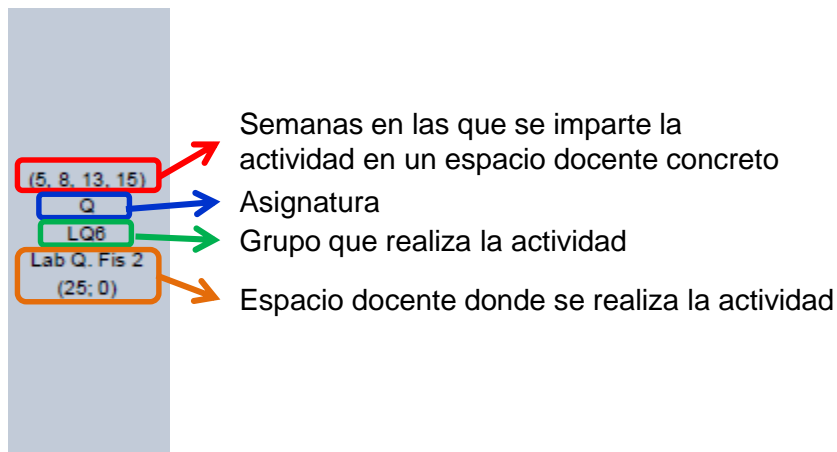 Semanas en las que se imparte la
actividad en un espacio docente concreto
(5, 8, 13, 15)
Q
Asignatura
LQ6
Grupo que realiza la actividad
Lab Q. Fis 2
(25; 0)
Espacio docente donde se realiza la actividad